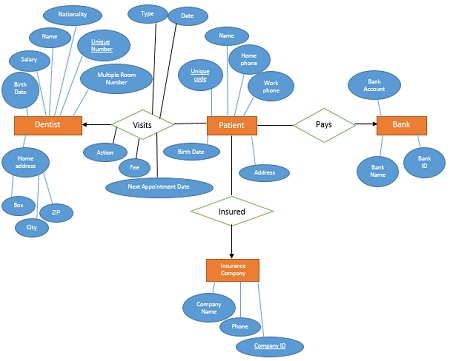 Type
Date
Nationality
Name
Unique
Number
Name
Home
phone
Salary
Multiple Room
Number
Unique
code
Work
phone
Birth
Date
Bank
Account
Dentist
Visits
Patient
Pays
Bank
Home
address
Action
Birth Date
Fee
Address
Bank
Name
Bank
ID
Next Appointment Date
Box
City
ZIP
Insured
Insurance
Company
Company
Name
Phone
Company ID